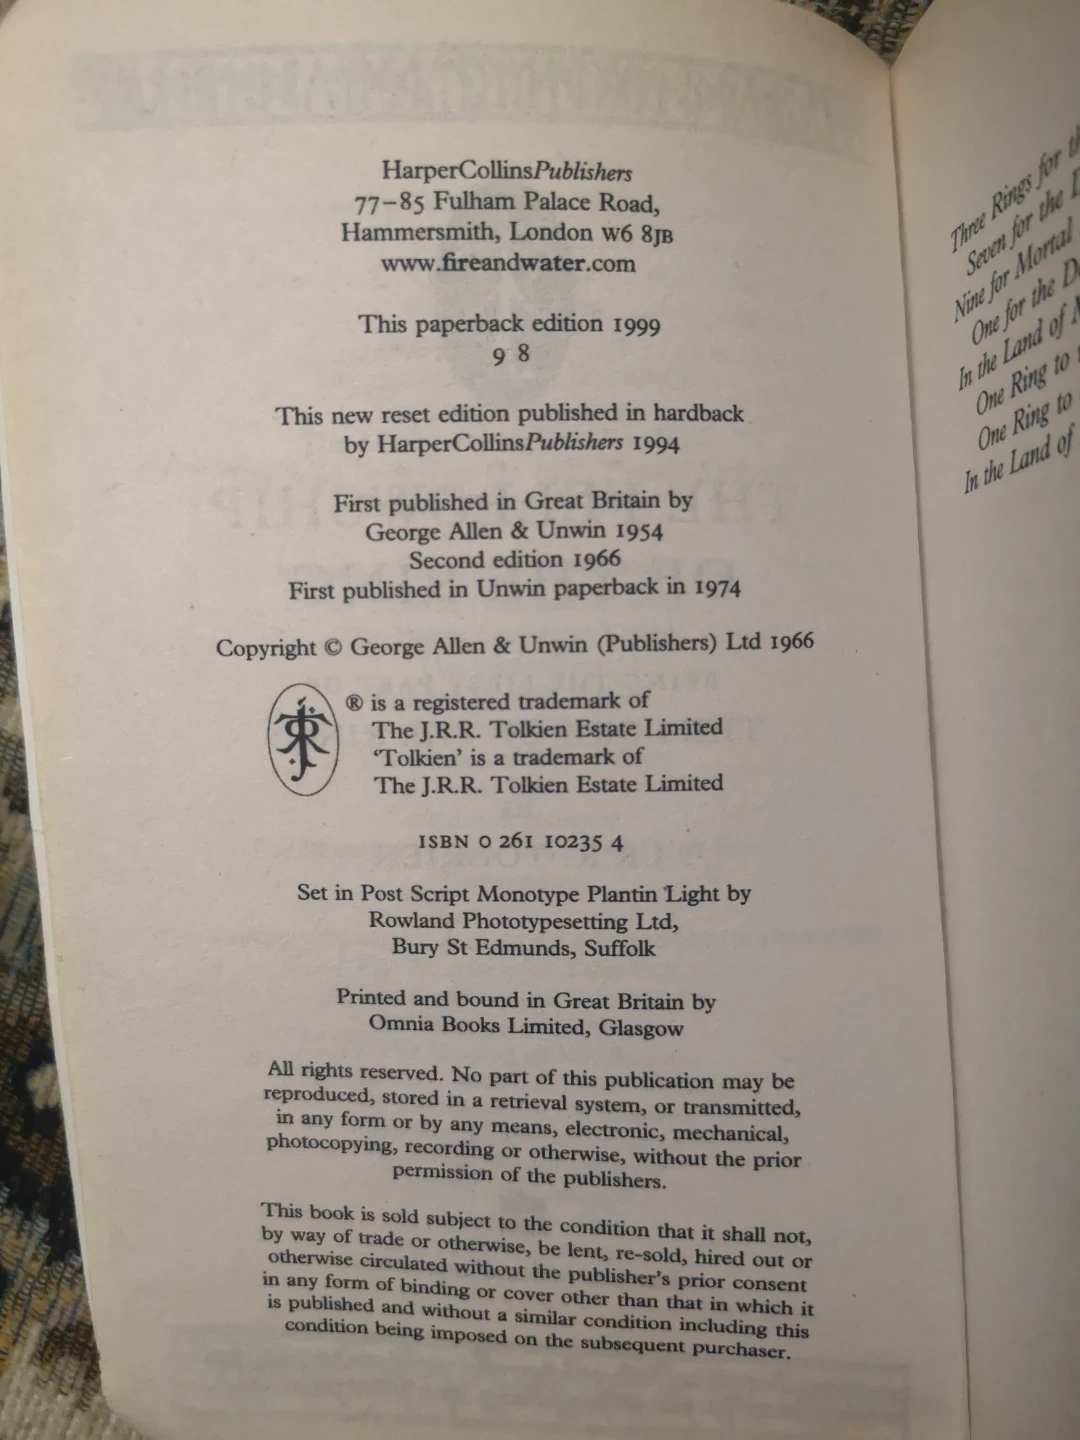 HarperCollinsPublishers
77–85 Fulham Palace Road,
Hammersmith, London W6 8JB
www.fireandwater.com
This paperback edition 1999
9 8
This new reset edition published in hardback
by HarperCollinsPublishers 1994
First published in Great Britain by
George Allen & Unwin 1954
Second edition 1966
First published in Unwin paperback in 1974
Copyright © George Allen & Unwin (Publishers) Ltd 1966
® is a registered trademark of
The J.R.R. Tolkien Estate Limited
‘Tolkien’ is a trademark of
The J.R.R. Tolkien Estate Limited
ISBN 0 261 10235 4
Set in Post Script Monotype Plantin Light by
Rowland Phototypesetting Ltd,
Bury St Edmunds, Suffolk
Printed and bound in Great Britain by
Omnia Books Limited, Glasgow
All rights reserved. No part of this publication may be
reproduced, stored in a retrieval system, or transmitted,
in any form or by any means, electronic, mechanical,
photocopying, recording or otherwise, without the prior
permission of the publishers.
This book is sold subject to the condition that it shall not,
by way of trade or otherwise, be lent, re-sold, hired out or
otherwise circulated without the publisher's prior consent
in any form of binding or cover other than that in which it
is published and without a similar condition including this
condition being imposed on the subsequent purchaser.
Three Rings for
Seven for the
Nine for Mortal
One for the
In the Land of
One Ring to
One Ring to
In the Land of